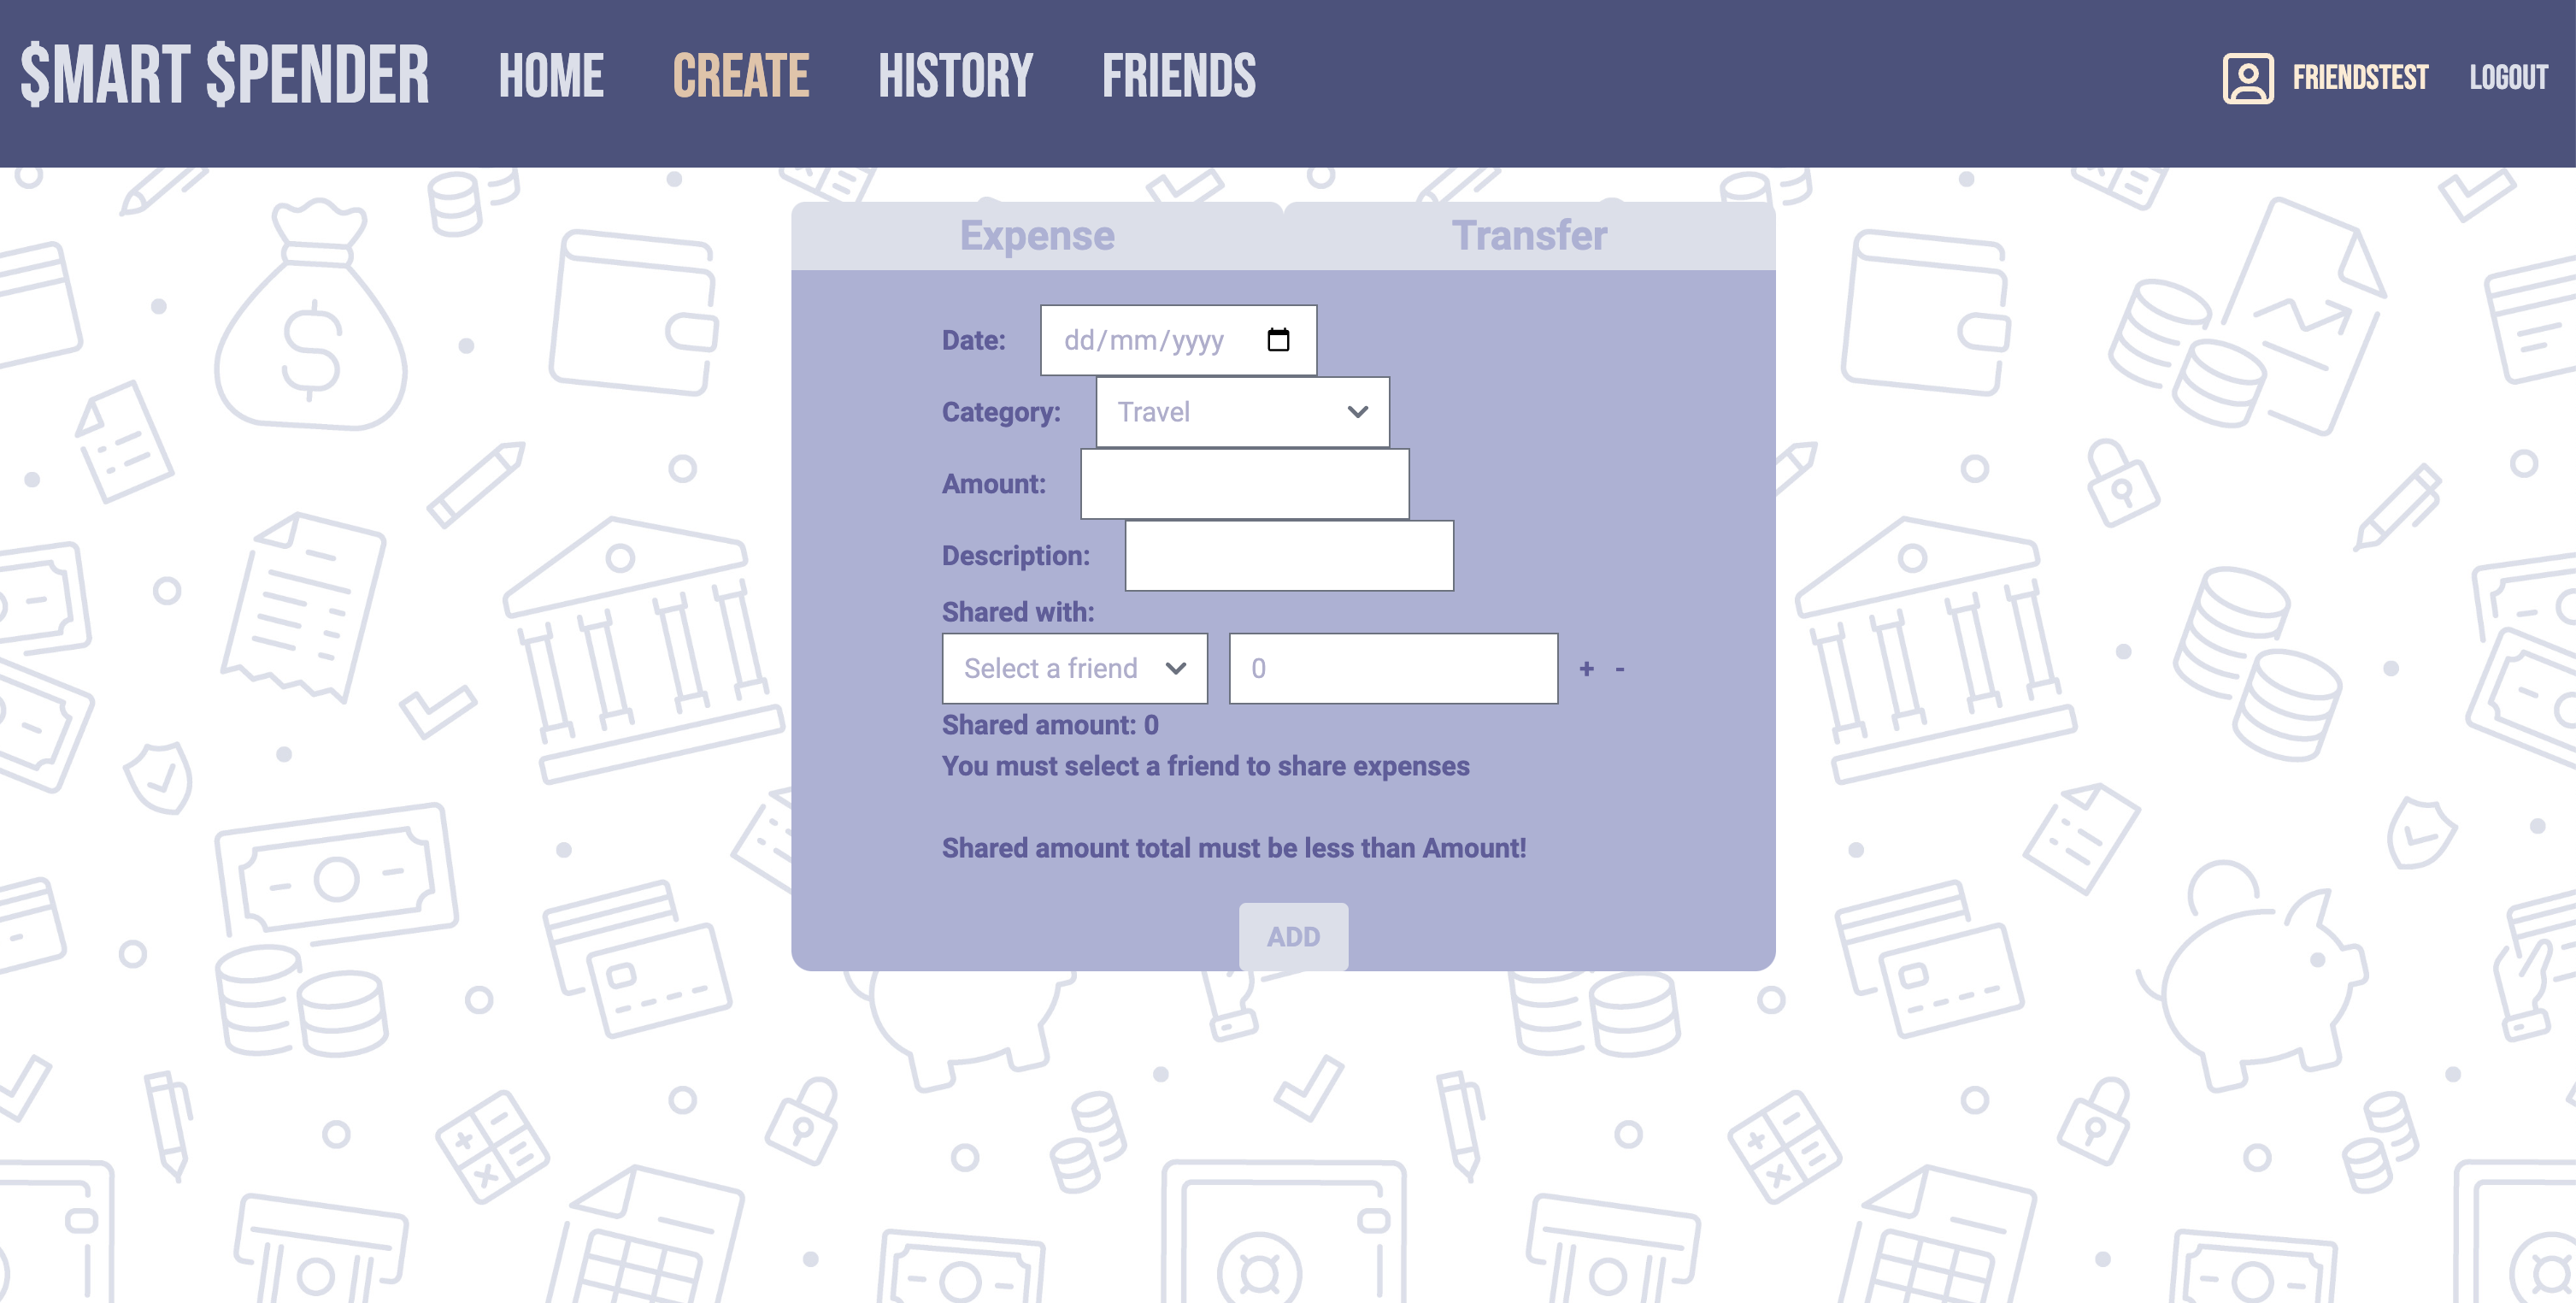 $MART $PENDER HOME CREATE HISTORY FRIENDS FRIENDSTEST LOGOUT
Expense Transfer
Date: dd/mm/yyyy
Category: Travel
Amount:
Description:
Shared with:
Select a friend 0 + -
Shared amount: 0
You must select a friend to share expenses
Shared amount total must be less than Amount!
ADD